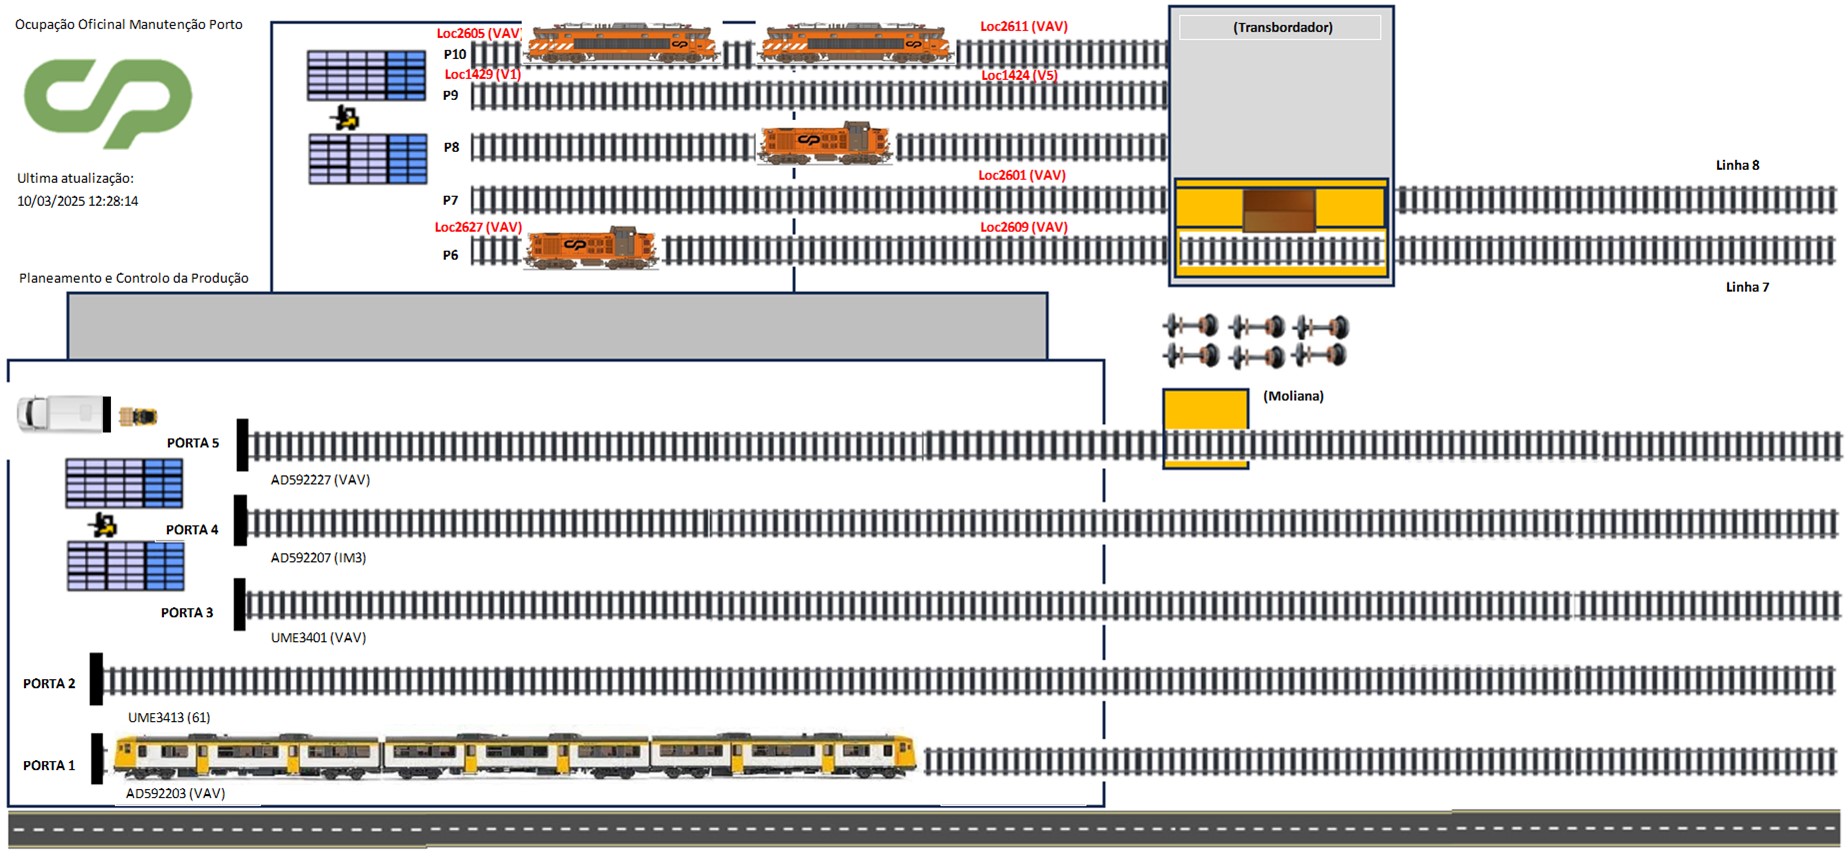 Ocupação Oficinal Manutenção Porto
CP
Ultima atualização:
10/03/2025 12:28:14
Planeamento e Controlo da Produção
Loc2605 (VAV)
Loc2611 (VAV)
P10
Loc1429 (V1)
Loc1424 (V5)
P9
P8
Loc2601 (VAV)
P7
Loc2627 (VAV)
Loc2609 (VAV)
P6
(Transbordador)
Linha 8
Linha 7
(Moliana)
PORTA 5
AD592227 (VAV)
PORTA 4
AD592207 (IM3)
PORTA 3
UME3401 (VAV)
PORTA 2
UME3413 (61)
PORTA 1
AD592203 (VAV)